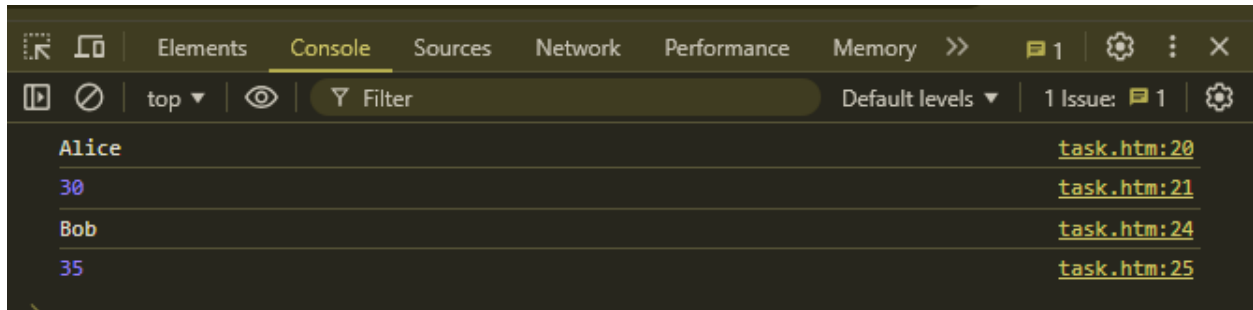 Elements Console Sources Network Performance Memory 1
top Filter Default levels 1 Issue: 1
Alice task.htm:20
30 task.htm:21
Bob task.htm:24
35 task.htm:25